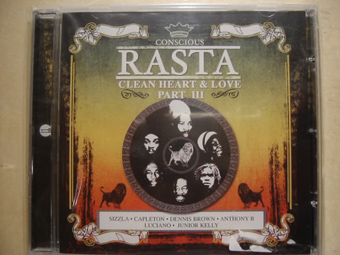 CONSCIOUS
RASTA
CLEAN HEART & LOVE
PART III
SIZZLA • CAPLETON • DENNIS BROWN • ANTHONY B
LUCIANO • JUNIOR KELLY